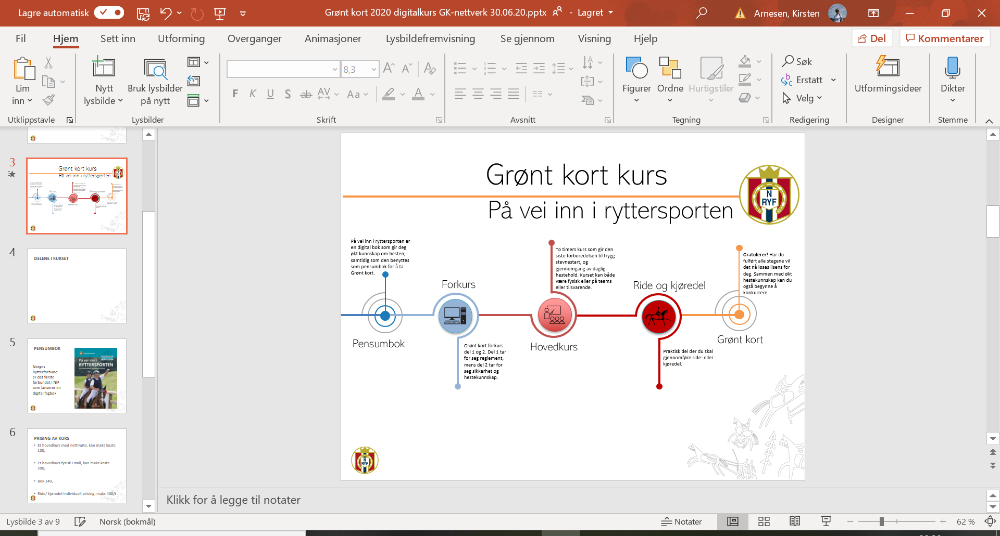 Lagre automatisk
Grønt kort 2020 digitalkurs GK-nettverk 30.06.20.pptx - Lagret
Arnesen, Kirsten
Fil Hjem Sett inn Utforming Overganger Animasjoner Lysbildefremvisning Se gjennom Visning Hjelp
Del Kommentarer
Lim inn
Nytt lysbilde
Bruk lysbilder på nytt
8,3
F K U S ab AV Aa A
Figurer Ordne Hurtigstiler
Søk
Erstatt
Velg
Utformingsideer
Dikter
Utklippstavle Lysbilder Skrift Avsnitt Tegning Redigering Designer Stemme
3
Grønt kort kurs
På vei inn i ryttersporten
Pensumbok
Forkurs
Hovedkurs
Ride og kjøredel
Grønt kort
4
DELENE I KURSET
5
PENSUMBOK
Norges
Rytterforbund
er det første
forbundet i NIF
som lanserer en
digital fagbok
På vei inn i
RYTTERSPORTEN
6
PRISING AV KURS
• Et hovedkurs med nettmøte, kan maks koste
100,-
• Et hovedkurs fysisk i stall, kan maks koste
200,-
• Bok 149,-
• Ride/ kjøredel individuell prising, maks 400/t
Grønt kort kurs
På vei inn i ryttersporten
N
RYF
På vei inn i ryttersporten er
en digital bok som gir deg
økt kunnskap om hesten,
samtidig som den benyttes
som pensumbok for å ta
Grønt kort.
Pensumbok
Forkurs
Grønt kort forkurs
del 1 og 2. Del 1 tar
for seg reglement,
mens del 2 tar for
seg sikkerhet og
hestekunnskap.
To timers kurs som gir den
siste forberedelsen til trygg
stevnestart, og
gjennomgang av daglig
hestehold. Kurset kan både
være fysisk eller på teams
eller tilsvarende.
Hovedkurs
Ride og kjøredel
Praktisk del der du skal
gjennomføre ride- eller
kjøredel.
Gratulerer! Har du
fulført alle stegene vil
det nå løses lisens for
deg. Sammen med økt
hestekunnskap kan du
også begynne å
konkurrere.
Grønt kort
N
RYF
Klikk for å legge til notater
Lysbilde 3 av 9 Norsk (bokmål) Notater 62 %